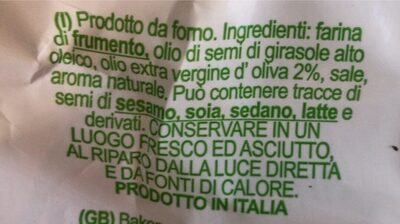 (I) Prodotto da forno. Ingredienti: farina
di frumento, olio di semi di girasole alto
oleico, olio extra vergine d' oliva 2%, sale,
aroma naturale. Può contenere tracce di
semi di sesamo, soia, sedano, latte e
derivati. CONSERVARE IN UN
LUOGO FRESCO ED ASCIUTTO,
AL RIPARO DALLA LUCE DIRETTA
E DA FONTI DI CALORE.
PRODOTTO IN ITALIA
(GB)